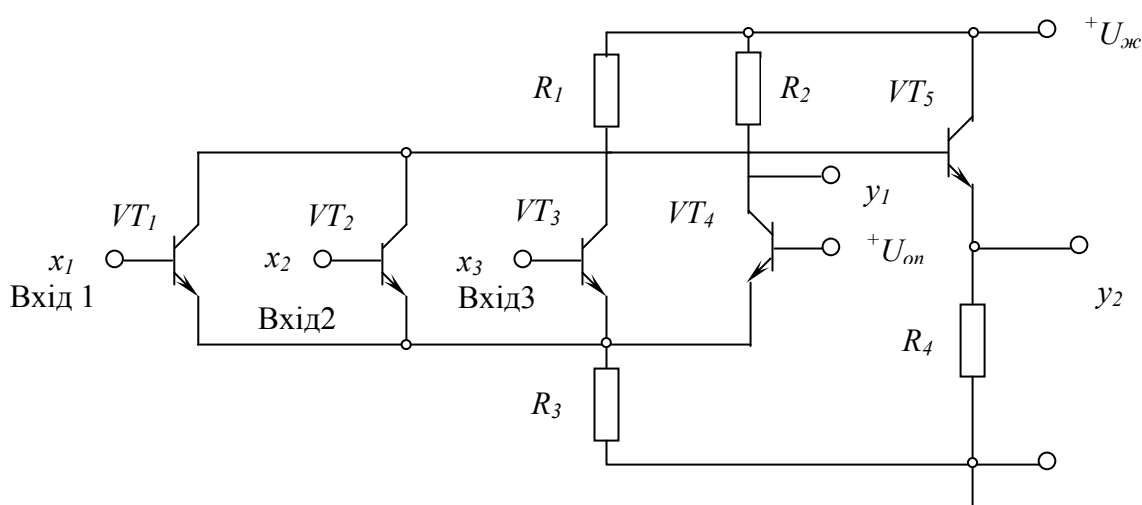 +Uж
R1
R2
VT5
VT1
VT2
VT3
VT4
y1
x1
x2
x3
+Uоп
Вхід 1
Вхід2
Вхід3
y2
R4
R3